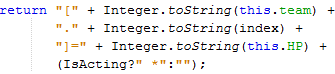 return "[" + Integer.toString(this.team) +
"." + Integer.toString(index) +
"]=" + Integer.toString(this.HP) +
(IsActing?" *":"");